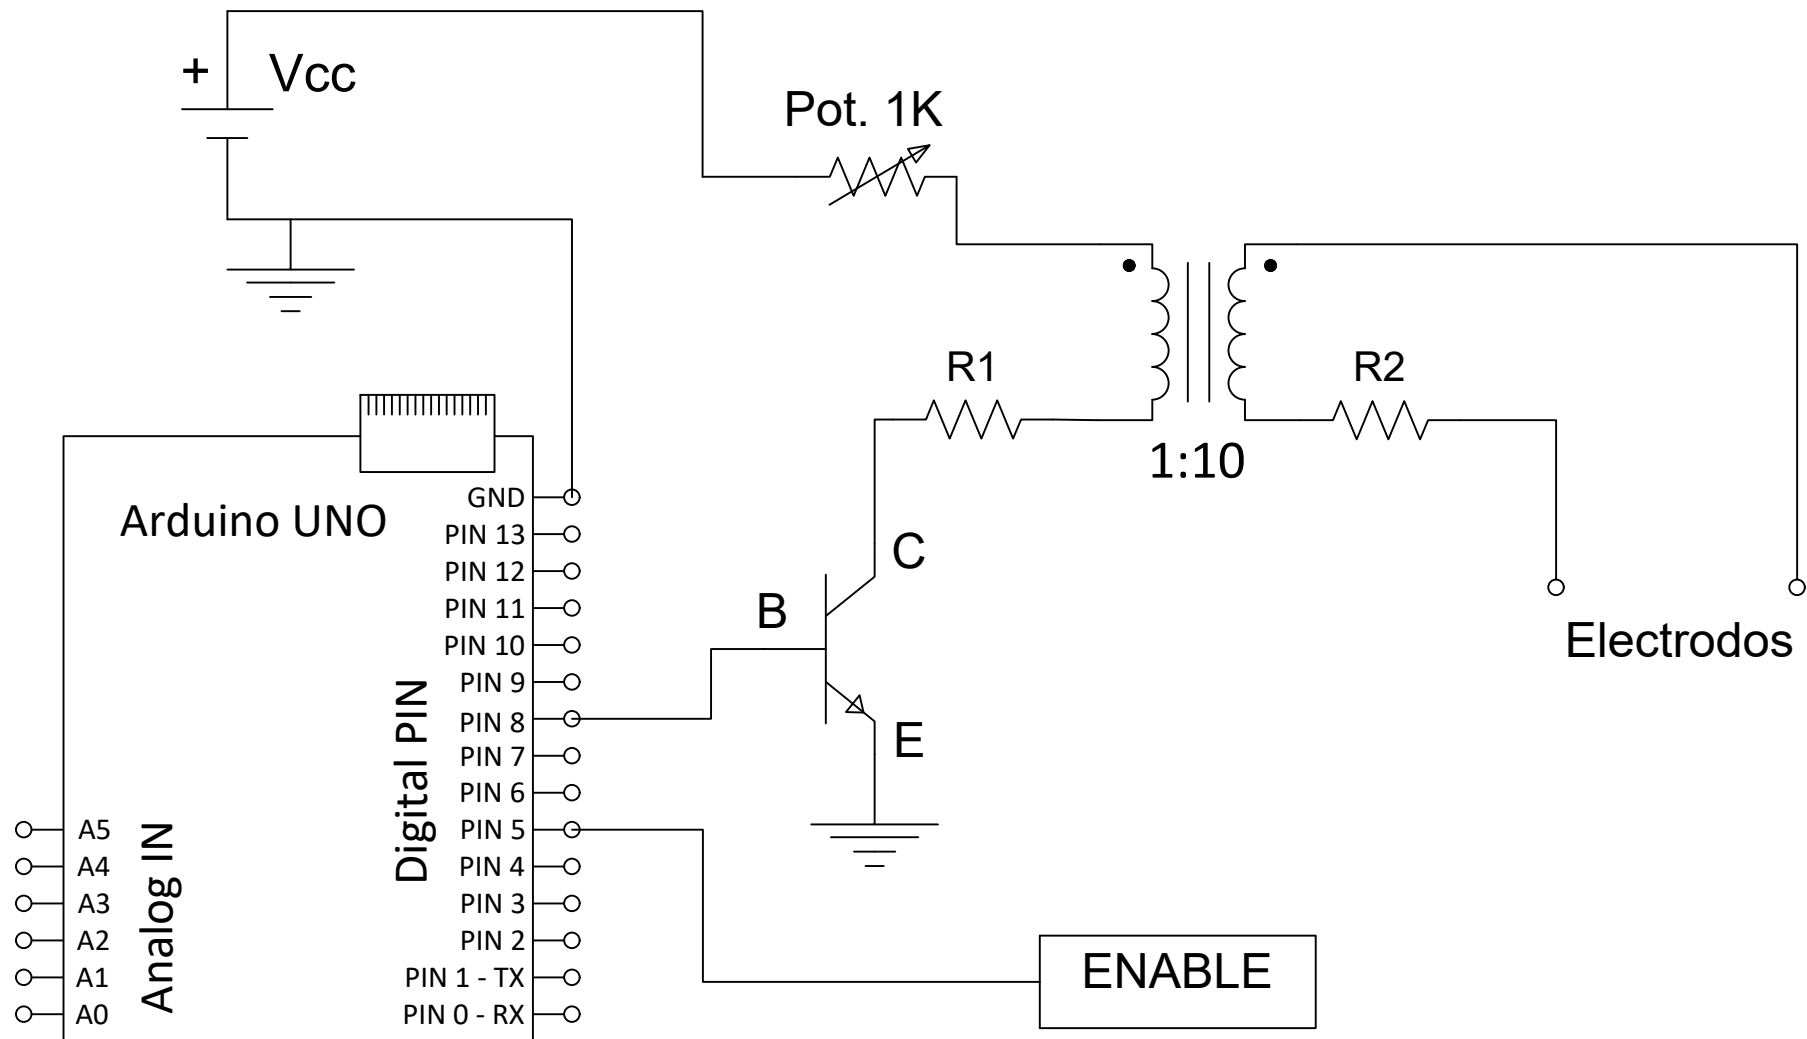 + Vcc
Pot. 1K
R1
R2
1:10
Arduino UNO
GND
PIN 13
PIN 12
PIN 11
PIN 10
PIN 9
PIN 8
PIN 7
PIN 6
PIN 5
PIN 4
PIN 3
PIN 2
PIN 1 - TX
PIN 0 - RX
Digital PIN
A5
A4
A3
A2
A1
A0
Analog IN
C
B
E
Electrodos
ENABLE